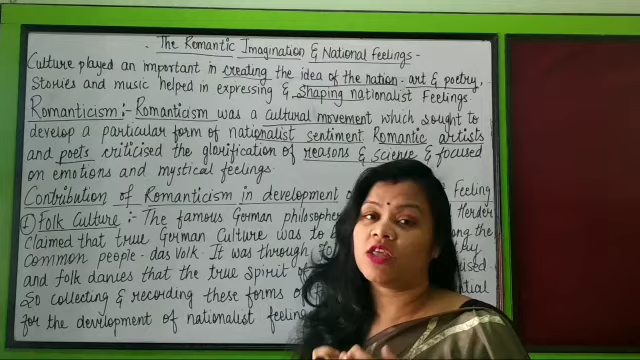 The Romantic Imagination & National Feelings -
Culture played an important in creating the idea of the nation - art & poetry,
Stories and music helped in expressing & Shaping nationalist Feelings
Romanticism :- Romanticism was a cultural movement which sought to
develop a particular form of nationalist sentiment Romantic artists
and poets criticised the glorification of reasons & science & focused
on emotions and mystical feelings.
Contribution of Romanticism in development Feeling
1) Folk Culture :- The famous German philosopher Herder
claimed that true German Culture was to the
common people - das Volk. It was through
and folk dances that the true spirit
So collecting & recording these forms
for the development of nationalist feeling